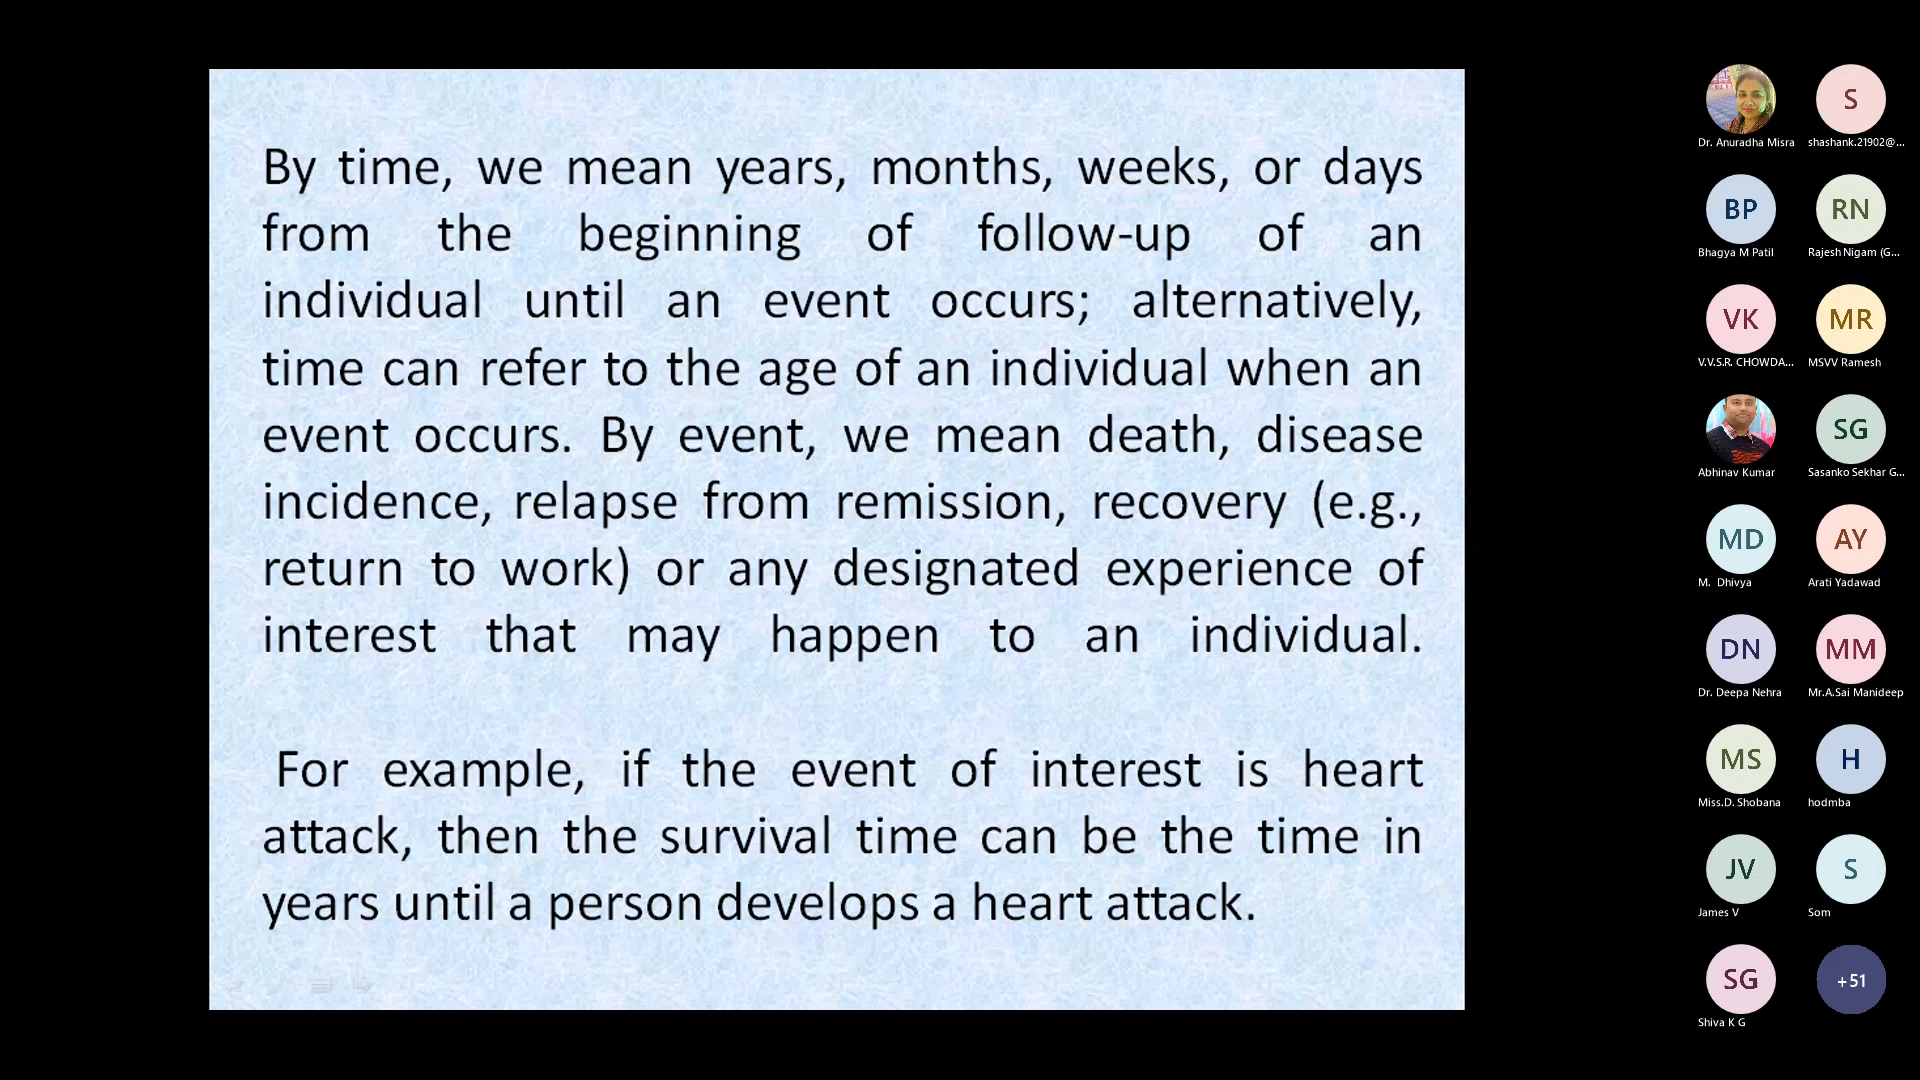 By time, we mean years, months, weeks, or days
from the beginning of follow-up of an
individual until an event occurs; alternatively,
time can refer to the age of an individual when an
event occurs. By event, we mean death, disease
incidence, relapse from remission, recovery (e.g.,
return to work) or any designated experience of
interest that may happen to an individual.
For example, if the event of interest is heart
attack, then the survival time can be the time in
years until a person develops a heart attack.
Dr. Anuradha Misra
S
shashank.21902@...
BP
Bhagya M Patil
RN
Rajesh Nigam (G...
VK
V.V.S.R. CHOWDA...
MR
MSVV Ramesh
Abhinav Kumar
SG
Sasanko Sekhar G...
MD
M. Dhivya
AY
Arati Yadawad
DN
Dr. Deepa Nehra
MM
Mr.A.Sai Manideep
MS
Miss.D. Shobana
H
hodmba
JV
James V
S
Som
SG
Shiva K G
+51